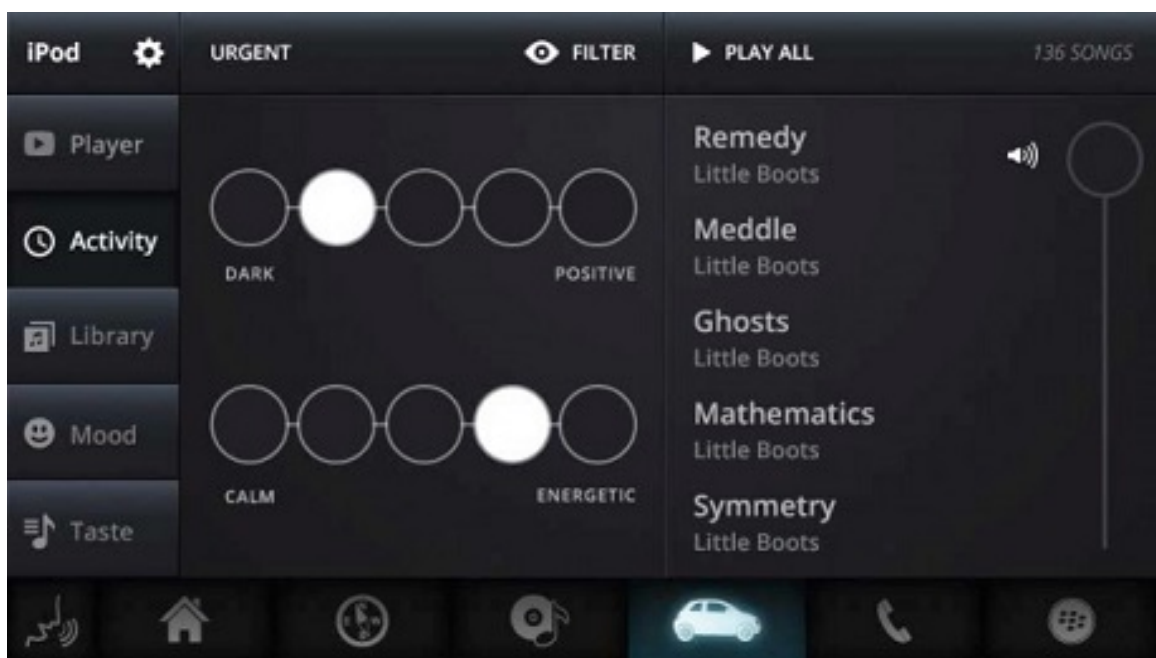 iPod
URGENT
FILTER
PLAY ALL
136 SONGS
Player
Activity
Library
Mood
Taste
DARK
POSITIVE
CALM
ENERGETIC
Remedy
Little Boots
Meddle
Little Boots
Ghosts
Little Boots
Mathematics
Little Boots
Symmetry
Little Boots